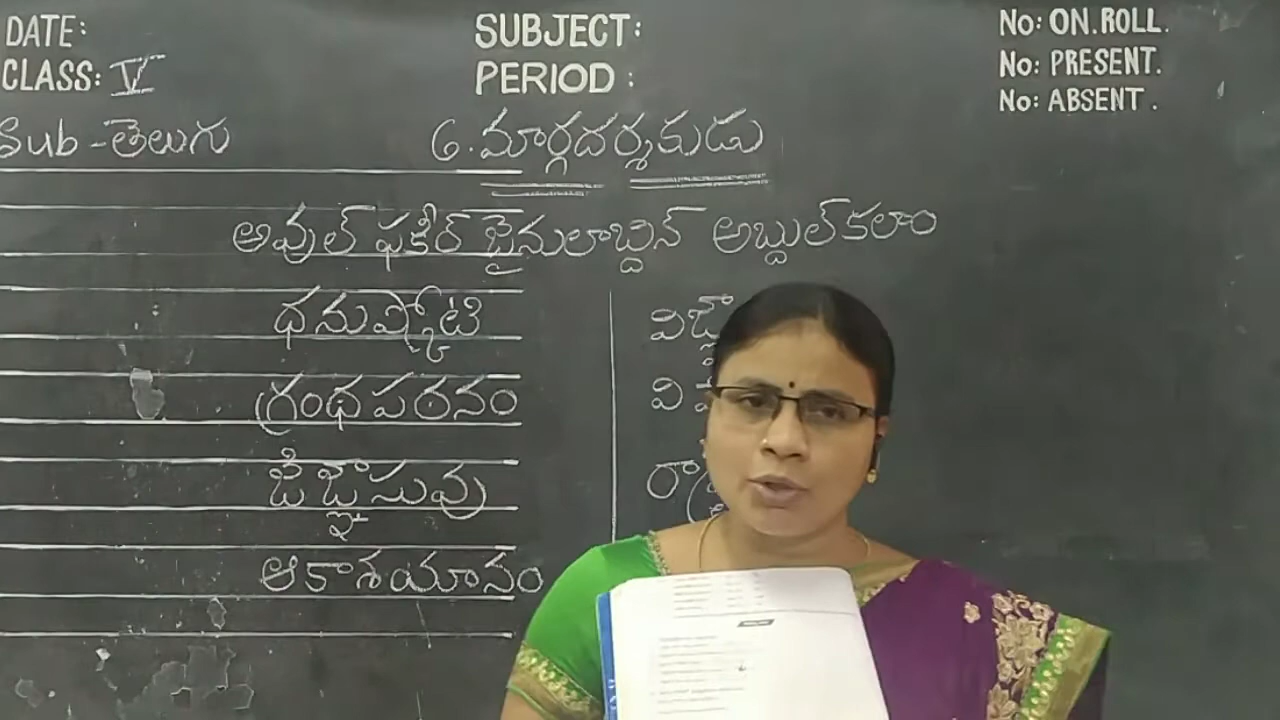 DATE:
SUBJECT:
No: ON.ROLL.
CLASS: V
PERIOD :
No: PRESENT.
No: ABSENT .
Sub - తెలుగు
6. మార్గదర్శకుడు
అవుల్ ఫకీర్ జైనులాబ్దిన్ అబ్దుల్ కలాం
ధనుష్కోటి
గ్రంథపఠనం
జిజ్ఞాసువు
ఆకాశయానం